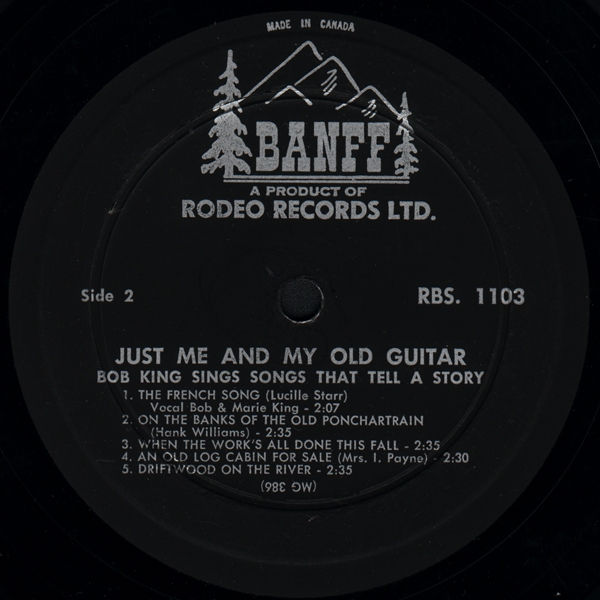 MADE IN CANADA
BANFF
A PRODUCT OF
RODEO RECORDS LTD.
Side 2
RBS. 1103
JUST ME AND MY OLD GUITAR
BOB KING SINGS SONGS THAT TELL A STORY
1. THE FRENCH SONG (Lucille Starr)
Vocal Bob & Marie King - 2:07
2. ON THE BANKS OF THE OLD PONCHARTRAIN
(Hank Williams) - 2:35
3. WHEN THE WORK'S ALL DONE THIS FALL - 2:35
4. AN OLD LOG CABIN FOR SALE (Mrs. I. Payne) - 2:30
5. DRIFTWOOD ON THE RIVER - 2:35
(MG 386)